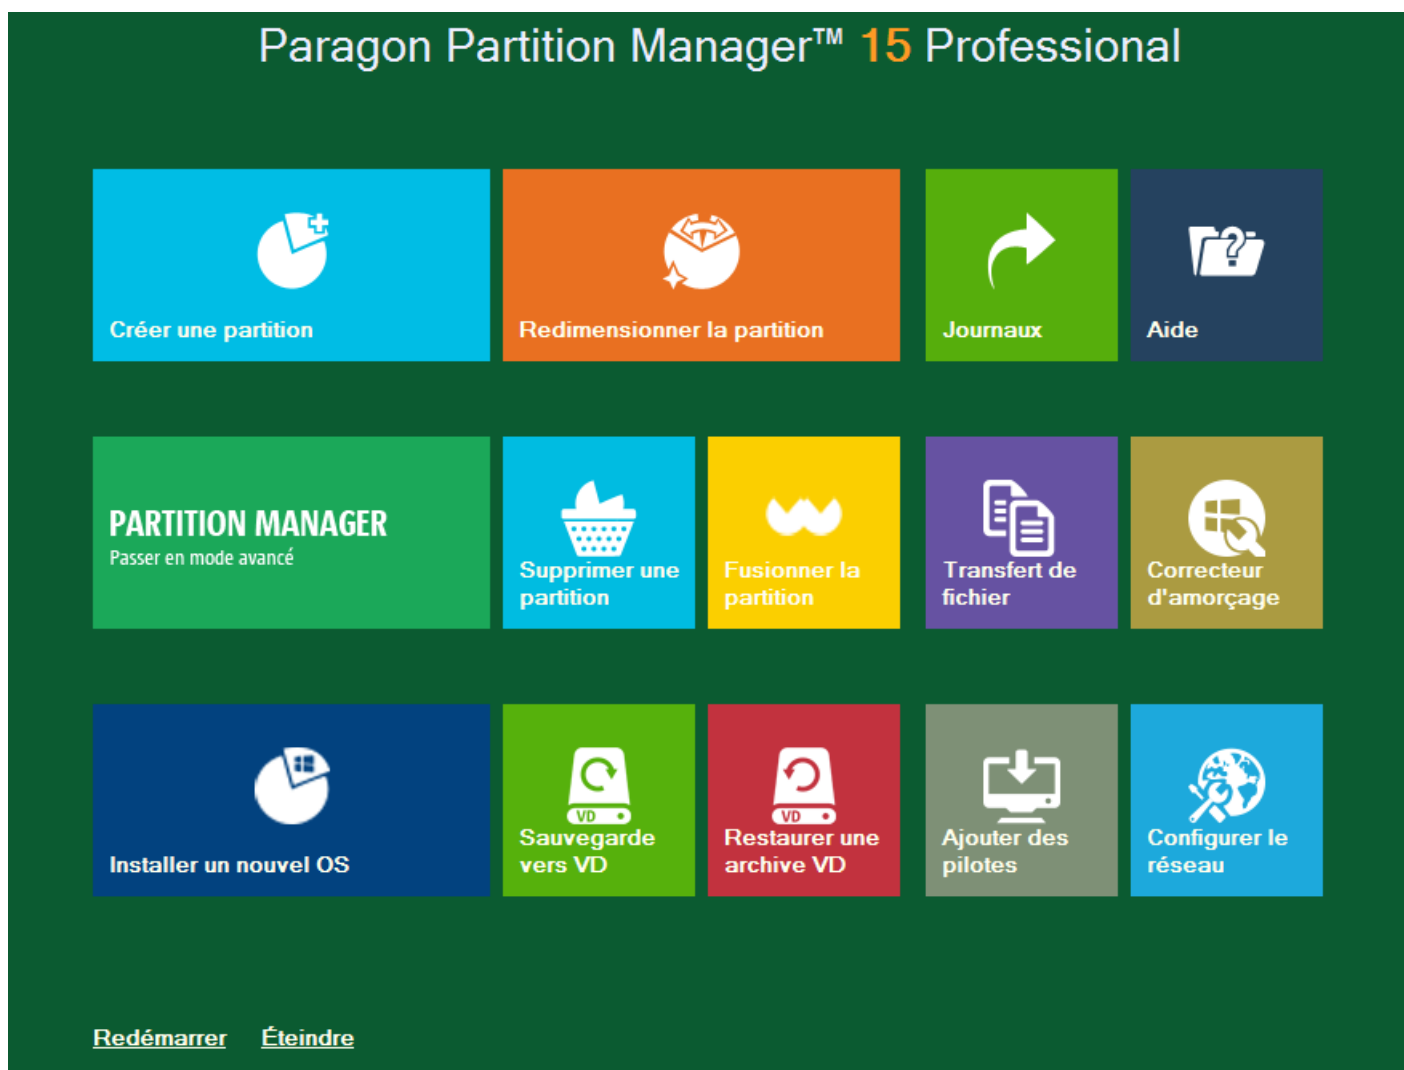 Paragon Partition Manager™ 15 Professional
Créer une partition
Redimensionner la partition
Journaux
Aide
PARTITION MANAGER
Passer en mode avancé
Supprimer une
partition
Fusionner la
partition
Transfert de
fichier
Correcteur
d'amorçage
Installer un nouvel OS
VD
Sauvegarde
vers VD
VD
Restaurer une
archive VD
Ajouter des
pilotes
Configurer le
réseau
Redémarrer
Éteindre